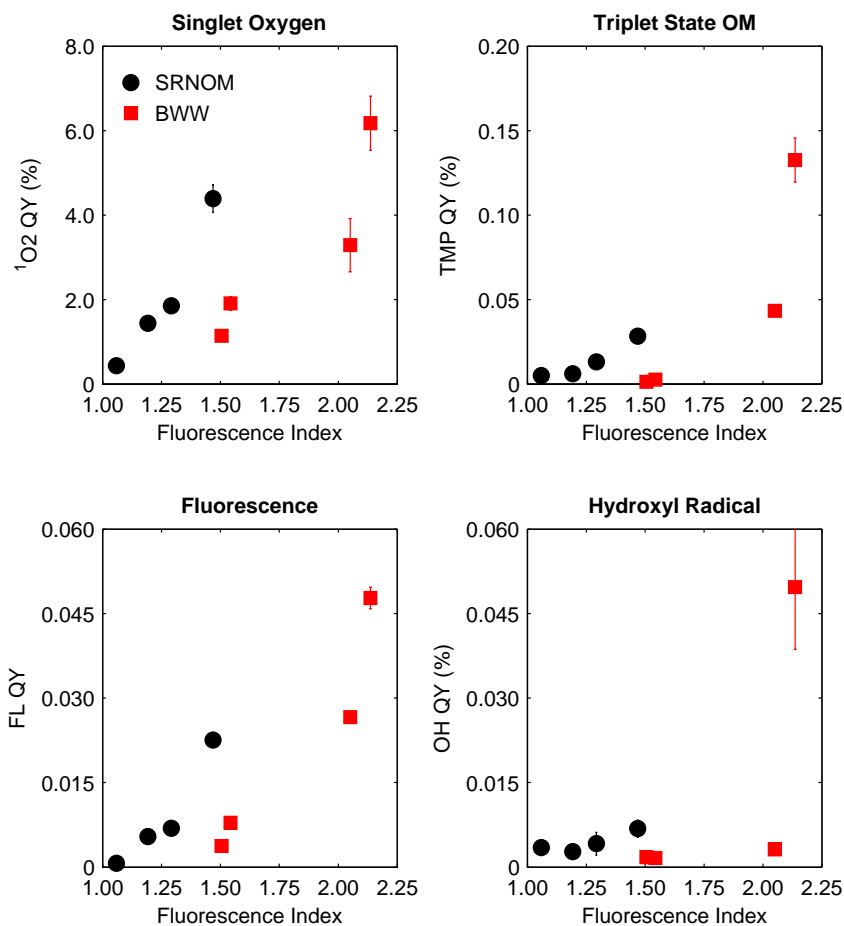 Singlet Oxygen
8.0
6.0
4.0
2.0
0
¹O2 QY (%)
SRNOM
BWW
1.00 1.25 1.50 1.75 2.00 2.25
Fluorescence Index
Triplet State OM
0.20
0.15
0.10
0.05
0
TMP QY (%)
1.00 1.25 1.50 1.75 2.00 2.25
Fluorescence Index
Fluorescence
0.060
0.045
0.030
0.015
0
FL QY
1.00 1.25 1.50 1.75 2.00 2.25
Fluorescence Index
Hydroxyl Radical
0.060
0.045
0.030
0.015
0
OH QY (%)
1.00 1.25 1.50 1.75 2.00 2.25
Fluorescence Index